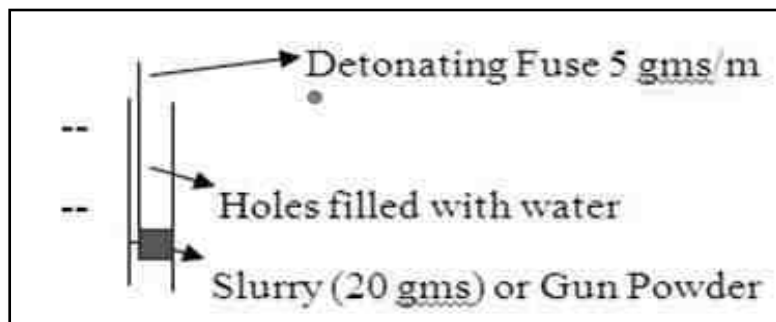 Detonating Fuse 5 gms/m
Holes filled with water
Slurry (20 gms) or Gun Powder